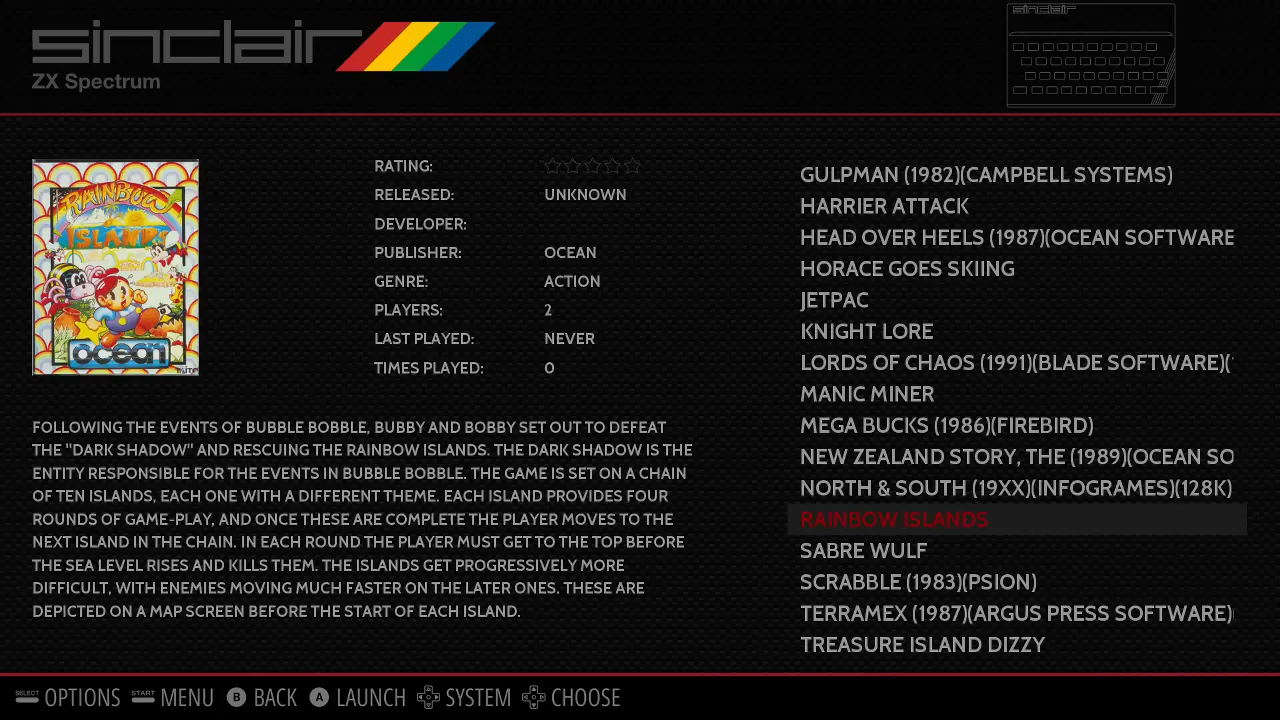 sinclair
ZX Spectrum
sinclair
RAINBOW
ISLANDS
ocean
RATING:
RELEASED: UNKNOWN
DEVELOPER:
PUBLISHER: OCEAN
GENRE: ACTION
PLAYERS: 2
LAST PLAYED: NEVER
TIMES PLAYED: 0
FOLLOWING THE EVENTS OF BUBBLE BOBBLE, BUBBY AND BOBBY SET OUT TO DEFEAT
THE "DARK SHADOW" AND RESCUING THE RAINBOW ISLANDS. THE DARK SHADOW IS THE
ENTITY RESPONSIBLE FOR THE EVENTS IN BUBBLE BOBBLE. THE GAME IS SET ON A CHAIN
OF TEN ISLANDS, EACH ONE WITH A DIFFERENT THEME. EACH ISLAND PROVIDES FOUR
ROUNDS OF GAME-PLAY, AND ONCE THESE ARE COMPLETE THE PLAYER MOVES TO THE
NEXT ISLAND IN THE CHAIN. IN EACH ROUND THE PLAYER MUST GET TO THE TOP BEFORE
THE SEA LEVEL RISES AND KILLS THEM. THE ISLANDS GET PROGRESSIVELY MORE
DIFFICULT, WITH ENEMIES MOVING MUCH FASTER ON THE LATER ONES. THESE ARE
DEPICTED ON A MAP SCREEN BEFORE THE START OF EACH ISLAND.
GULPMAN (1982)(CAMPBELL SYSTEMS)
HARRIER ATTACK
HEAD OVER HEELS (1987)(OCEAN SOFTWARE
HORACE GOES SKIING
JETPAC
KNIGHT LORE
LORDS OF CHAOS (1991)(BLADE SOFTWARE)(
MANIC MINER
MEGA BUCKS (1986)(FIREBIRD)
NEW ZEALAND STORY, THE (1989)(OCEAN SO
NORTH & SOUTH (19XX)(INFOGRAMES)(128K)
RAINBOW ISLANDS
SABRE WULF
SCRABBLE (1983)(PSION)
TERRAMEX (1987)(ARGUS PRESS SOFTWARE)
TREASURE ISLAND DIZZY
SELECT OPTIONS START MENU B BACK A LAUNCH SYSTEM CHOOSE